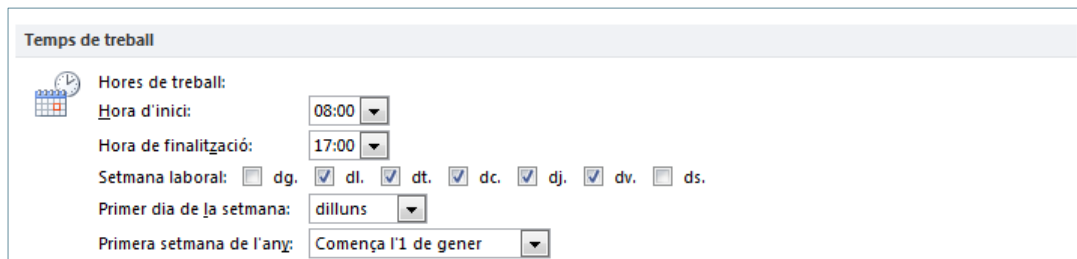 Temps de treball
Hores de treball:
Hora d'inici: 08:00
Hora de finalització: 17:00
Setmana laboral: dg. dl. dt. dc. dj. dv. ds.
Primer dia de la setmana: dilluns
Primera setmana de l'any: Comença l'1 de gener